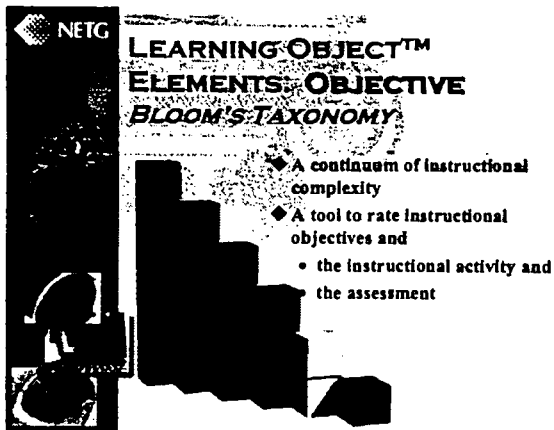 NETG
LEARNING OBJECT™
ELEMENTS: OBJECTIVE
BLOOM'S TAXONOMY
◆ A continuum of instructional
complexity
◆ A tool to rate instructional
objectives and
• the instructional activity and
• the assessment